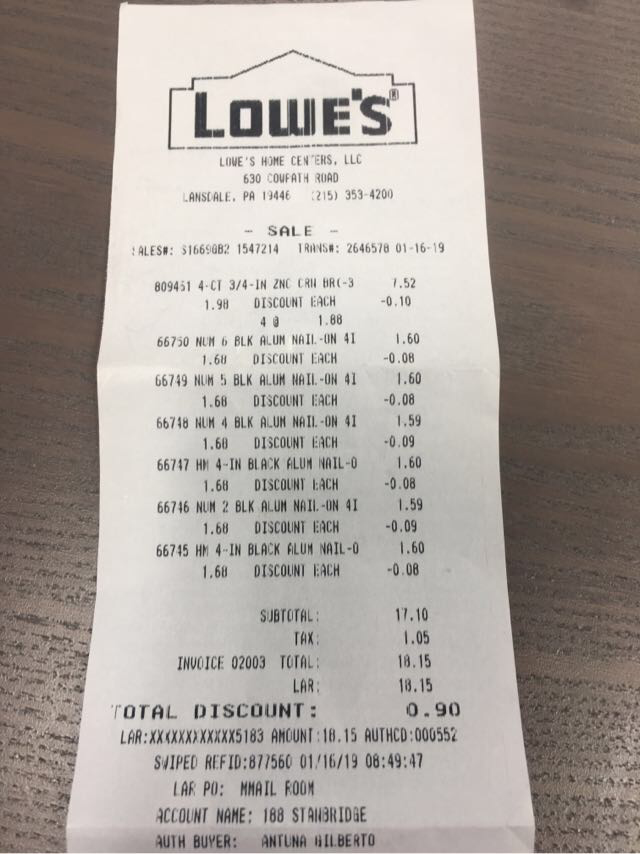 LOWE'S®
LOWE'S HOME CENTERS, LLC
630 COWPATH ROAD
LANSDALE, PA 19446 (215) 353-4200
- SALE -
SALES#: S1669OB2 1547214 TRANS#: 2646578 01-16-19
809451 4-CT 3/4-IN ZNC CRN BRC-3 7.52
1.98 DISCOUNT EACH -0.10
4 @ 1.88
66750 NUM 6 BLK ALUM NAIL-ON 4I 1.60
1.68 DISCOUNT EACH -0.08
66749 NUM 5 BLK ALUM NAIL-ON 4I 1.60
1.68 DISCOUNT EACH -0.08
66748 NUM 4 BLK ALUM NAIL-ON 4I 1.59
1.68 DISCOUNT EACH -0.09
66747 HM 4-IN BLACK ALUM NAIL-O 1.60
1.68 DISCOUNT EACH -0.08
66746 NUM 2 BLK ALUM NAIL-ON 4I 1.59
1.68 DISCOUNT EACH -0.09
66745 HM 4-IN BLACK ALUM NAIL-O 1.60
1.68 DISCOUNT EACH -0.08
SUBTOTAL: 17.10
TAX: 1.05
INVOICE 02003 TOTAL: 18.15
LAR: 18.15
TOTAL DISCOUNT: 0.90
LAR:XXXXXXXXXXXX5183 AMOUNT:18.15 AUTHCD:000552
SWIPED REFID:877560 01/16/19 08:49:47
LAR PO: MMAIL ROOM
ACCOUNT NAME: 188 STANBRIDGE
AUTH BUYER: ANTUNA GILBERTO